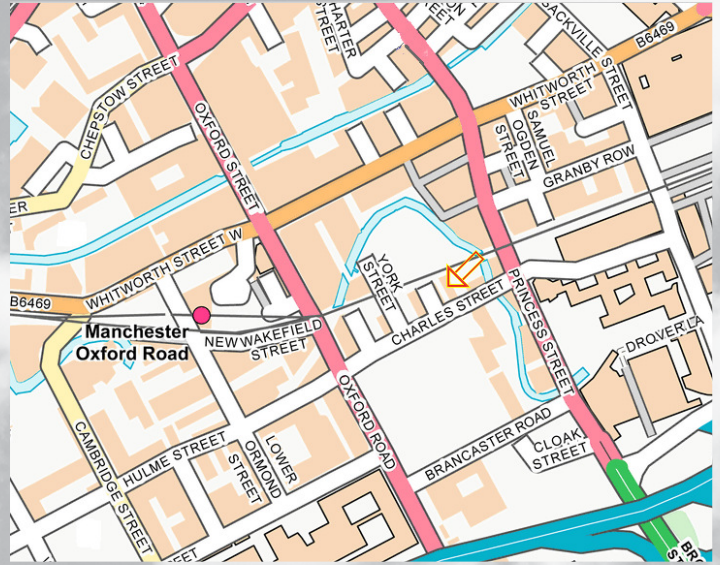 CHARTER
STREET
SACKVILLE STREET
B6469
CHEPSTOW STREET
WHITWORTH
STREET
OXFORD STREET
SAMUEL
OGDEN
STREET
GRANBY ROW
ER
WHITWORTH STREET W
YORK
STREET
B6469
Manchester
Oxford Road
NEW WAKEFIELD
STREET
CHARLES STREET
PRINCESS STREET
DROVER LA
OXFORD ROAD
CAMBRIDGE STREET
HULME STREET
LOWER
ORMOND
STREET
BRANCASTER ROAD
CLOAK
STREET